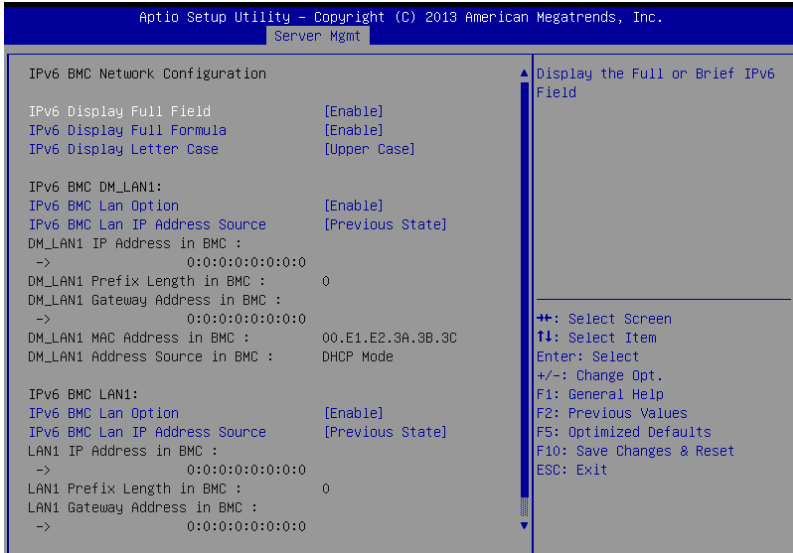 Aptio Setup Utility – Copyright (C) 2013 American Megatrends, Inc.
Server Mgmt
IPv6 BMC Network Configuration
IPv6 Display Full Field [Enable]
IPv6 Display Full Formula [Enable]
IPv6 Display Letter Case [Upper Case]
IPv6 BMC DM_LAN1:
IPv6 BMC Lan Option [Enable]
IPv6 BMC Lan IP Address Source [Previous State]
DM_LAN1 IP Address in BMC :
-> 0:0:0:0:0:0:0:0
DM_LAN1 Prefix Length in BMC : 0
DM_LAN1 Gateway Address in BMC :
-> 0:0:0:0:0:0:0:0
DM_LAN1 MAC Address in BMC : 00.E1.E2.3A.3B.3C
DM_LAN1 Address Source in BMC : DHCP Mode
IPv6 BMC LAN1:
IPv6 BMC Lan Option [Enable]
IPv6 BMC Lan IP Address Source [Previous State]
LAN1 IP Address in BMC :
-> 0:0:0:0:0:0:0:0
LAN1 Prefix Length in BMC : 0
LAN1 Gateway Address in BMC :
-> 0:0:0:0:0:0:0:0
Display the Full or Brief IPv6
Field
→←: Select Screen
↑↓: Select Item
Enter: Select
+/-: Change Opt.
F1: General Help
F2: Previous Values
F5: Optimized Defaults
F10: Save Changes & Reset
ESC: Exit